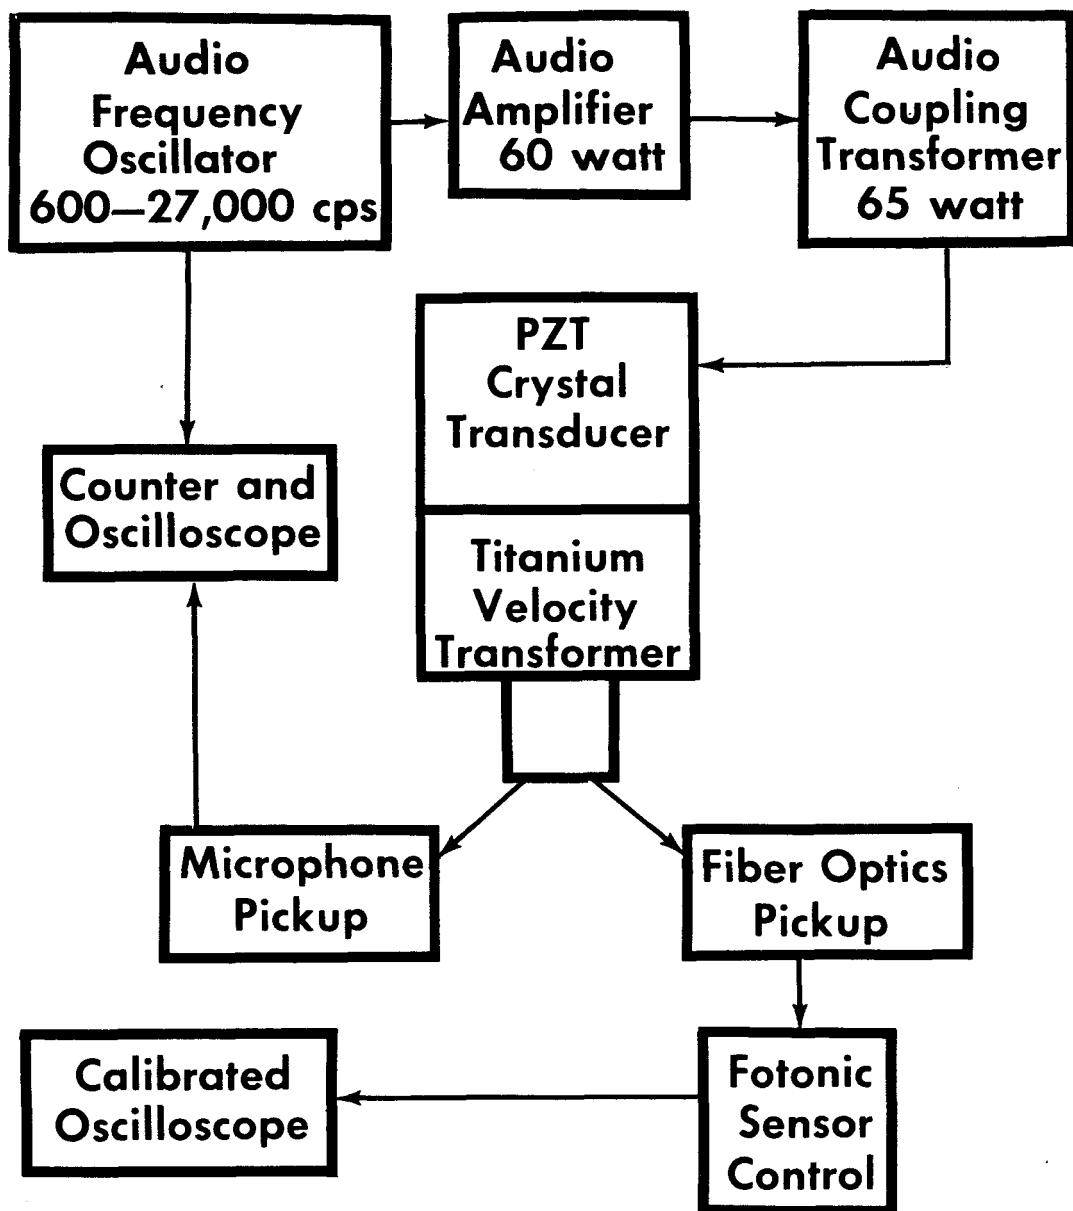 Audio
Frequency
Oscillator
600–27,000 cps
Audio
Amplifier
60 watt
Audio
Coupling
Transformer
65 watt
PZT
Crystal
Transducer
Counter and
Oscilloscope
Titanium
Velocity
Transformer
Microphone
Pickup
Fiber Optics
Pickup
Calibrated
Oscilloscope
Fotonic
Sensor
Control